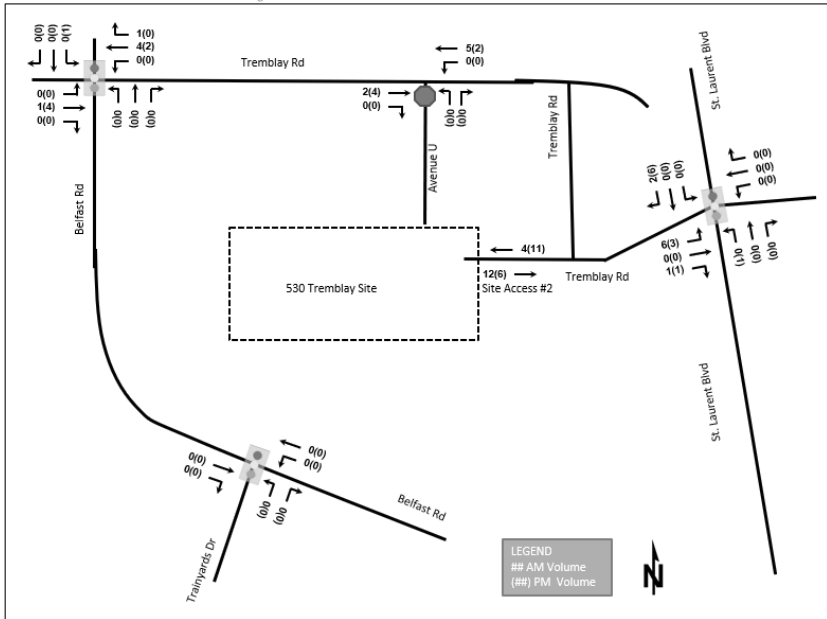 0(0)
0(0)
0(1)
1(0)
4(2)
0(0)
Tremblay Rd
5(2)
0(0)
0(0)
1(4)
0(0)
0(0)
0(0)
0(0)
2(4)
0(0)
0(0)
0(0)
St. Laurent Blvd
Tremblay Rd
Avenue U
Belfast Rd
2(6)
0(0)
0(0)
0(0)
0(0)
0(0)
6(3)
0(0)
1(1)
0(1)
0(0)
0(0)
4(11)
12(6)
Site Access #2
Tremblay Rd
530 Tremblay Site
St. Laurent Blvd
0(0)
0(0)
0(0)
0(0)
0(0)
0(0)
Belfast Rd
Trainyards Dr
LEGEND
## AM Volume
(##) PM Volume
N